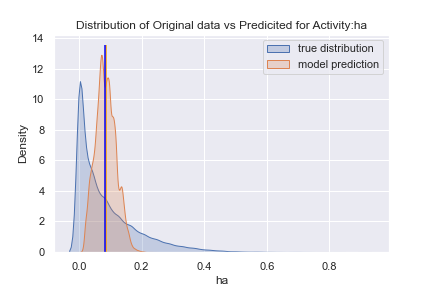 Distribution of Original data vs Predicited for Activity:ha
true distribution
model prediction
Density
14
12
10
8
6
4
2
0
0.0 0.2 0.4 0.6 0.8
ha